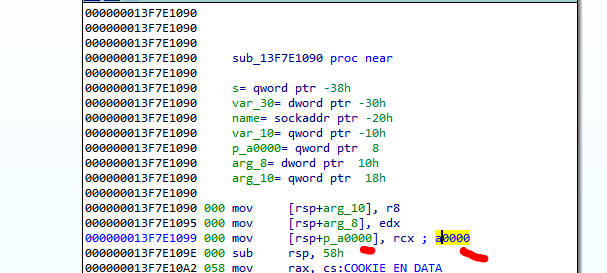 000000013F7E1090
000000013F7E1090
000000013F7E1090
000000013F7E1090 sub_13F7E1090 proc near
000000013F7E1090
000000013F7E1090 s= qword ptr -38h
000000013F7E1090 var_30= dword ptr -30h
000000013F7E1090 name= sockaddr ptr -20h
000000013F7E1090 var_10= qword ptr -10h
000000013F7E1090 p_a0000= qword ptr 8
000000013F7E1090 arg_8= dword ptr 10h
000000013F7E1090 arg_10= qword ptr 18h
000000013F7E1090
000000013F7E1090 000 mov [rsp+arg_10], r8
000000013F7E1095 000 mov [rsp+arg_8], edx
000000013F7E1099 000 mov [rsp+p_a0000], rcx ; a0000
000000013F7E109E 000 sub rsp, 58h
000000013F7E10A2 058 mov rax, cs:COOKIE_EN_DATA